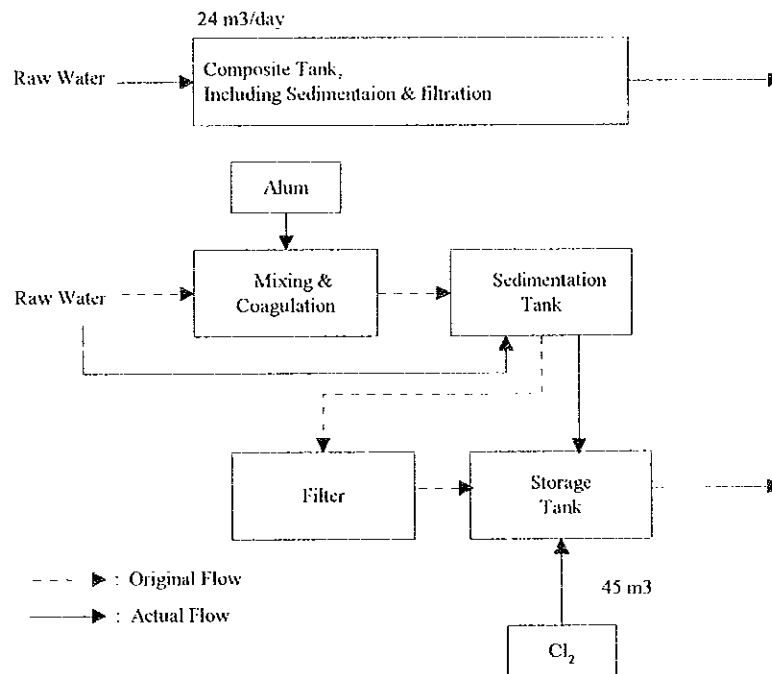 24 m3/day
Raw Water
Composite Tank,
Including Sedimentaion & filtration
Alum
Raw Water
Mixing &
Coagulation
Sedimentation
Tank
Filter
Storage
Tank
: Original Flow
: Actual Flow
45 m3
Cl₂